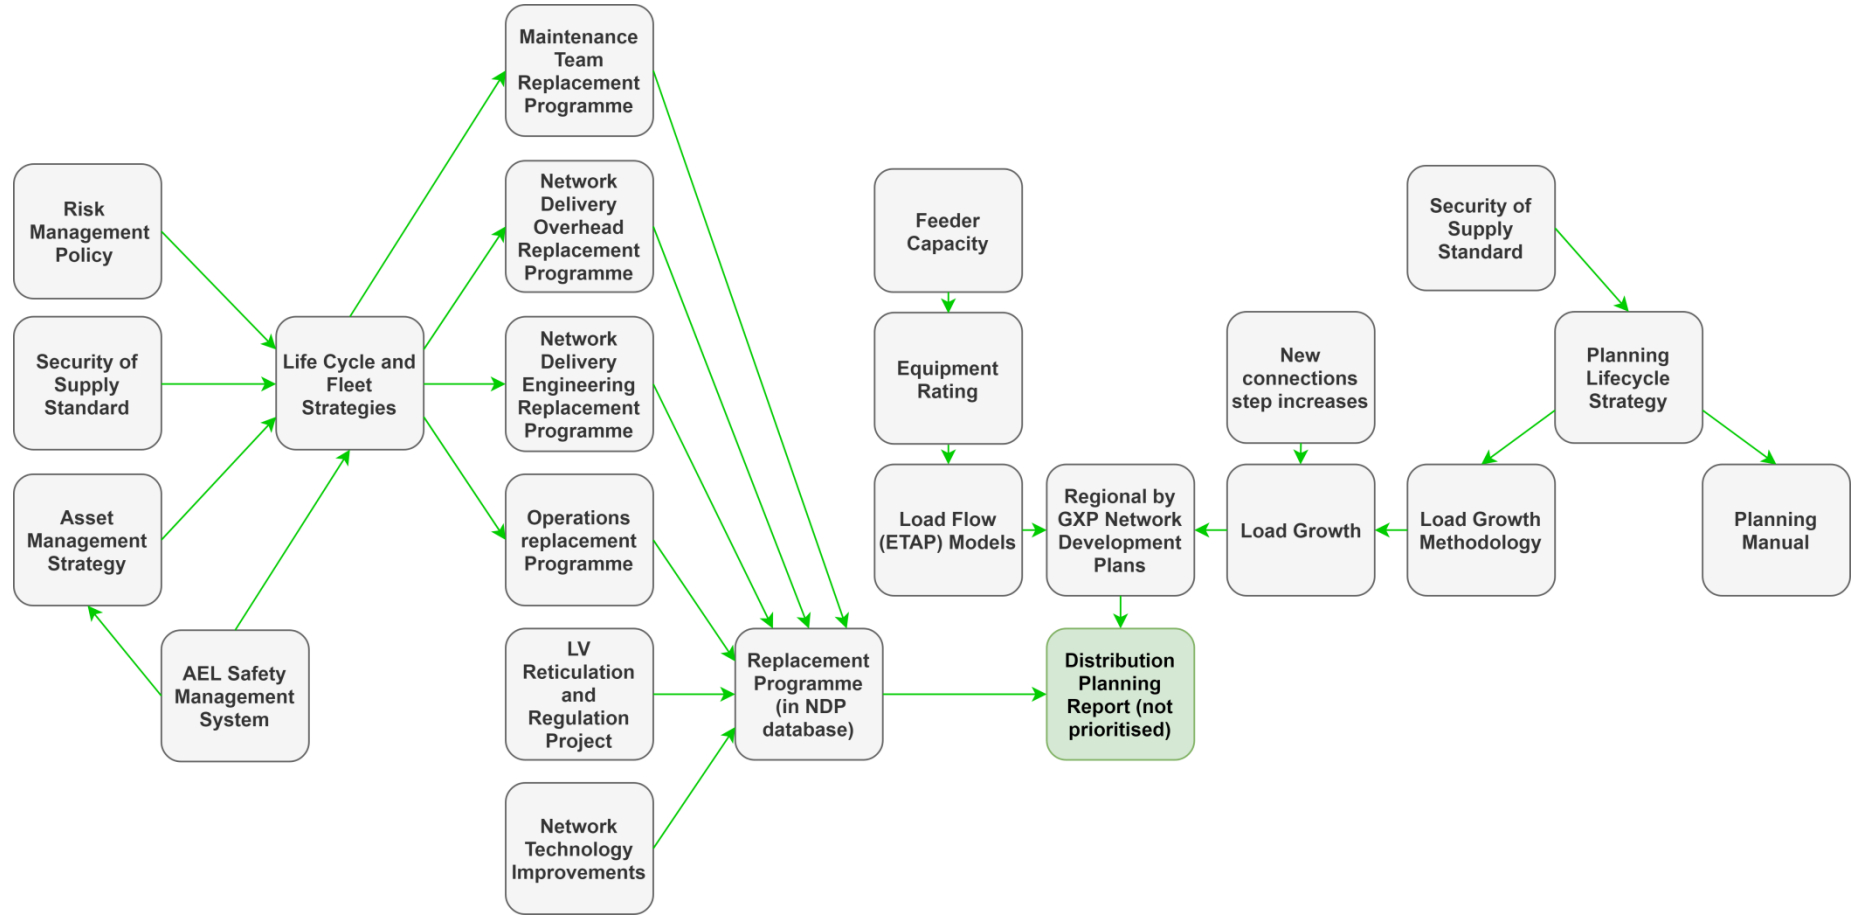 Maintenance
Team
Replacement
Programme
Risk
Management
Policy
Network
Delivery
Overhead
Replacement
Programme
Feeder
Capacity
Security of
Supply
Standard
Security of
Supply
Standard
Life Cycle and
Fleet
Strategies
Network
Delivery
Engineering
Replacement
Programme
Equipment
Rating
New
connections
step increases
Planning
Lifecycle
Strategy
Asset
Management
Strategy
Operations
replacement
Programme
Load Flow
(ETAP) Models
Regional by
GXP Network
Development
Plans
Load Growth
Load Growth
Methodology
Planning
Manual
AEL Safety
Management
System
LV
Reticulation
and
Regulation
Project
Replacement
Programme
(in NDP
database)
Distribution
Planning
Report (not
prioritised)
Network
Technology
Improvements